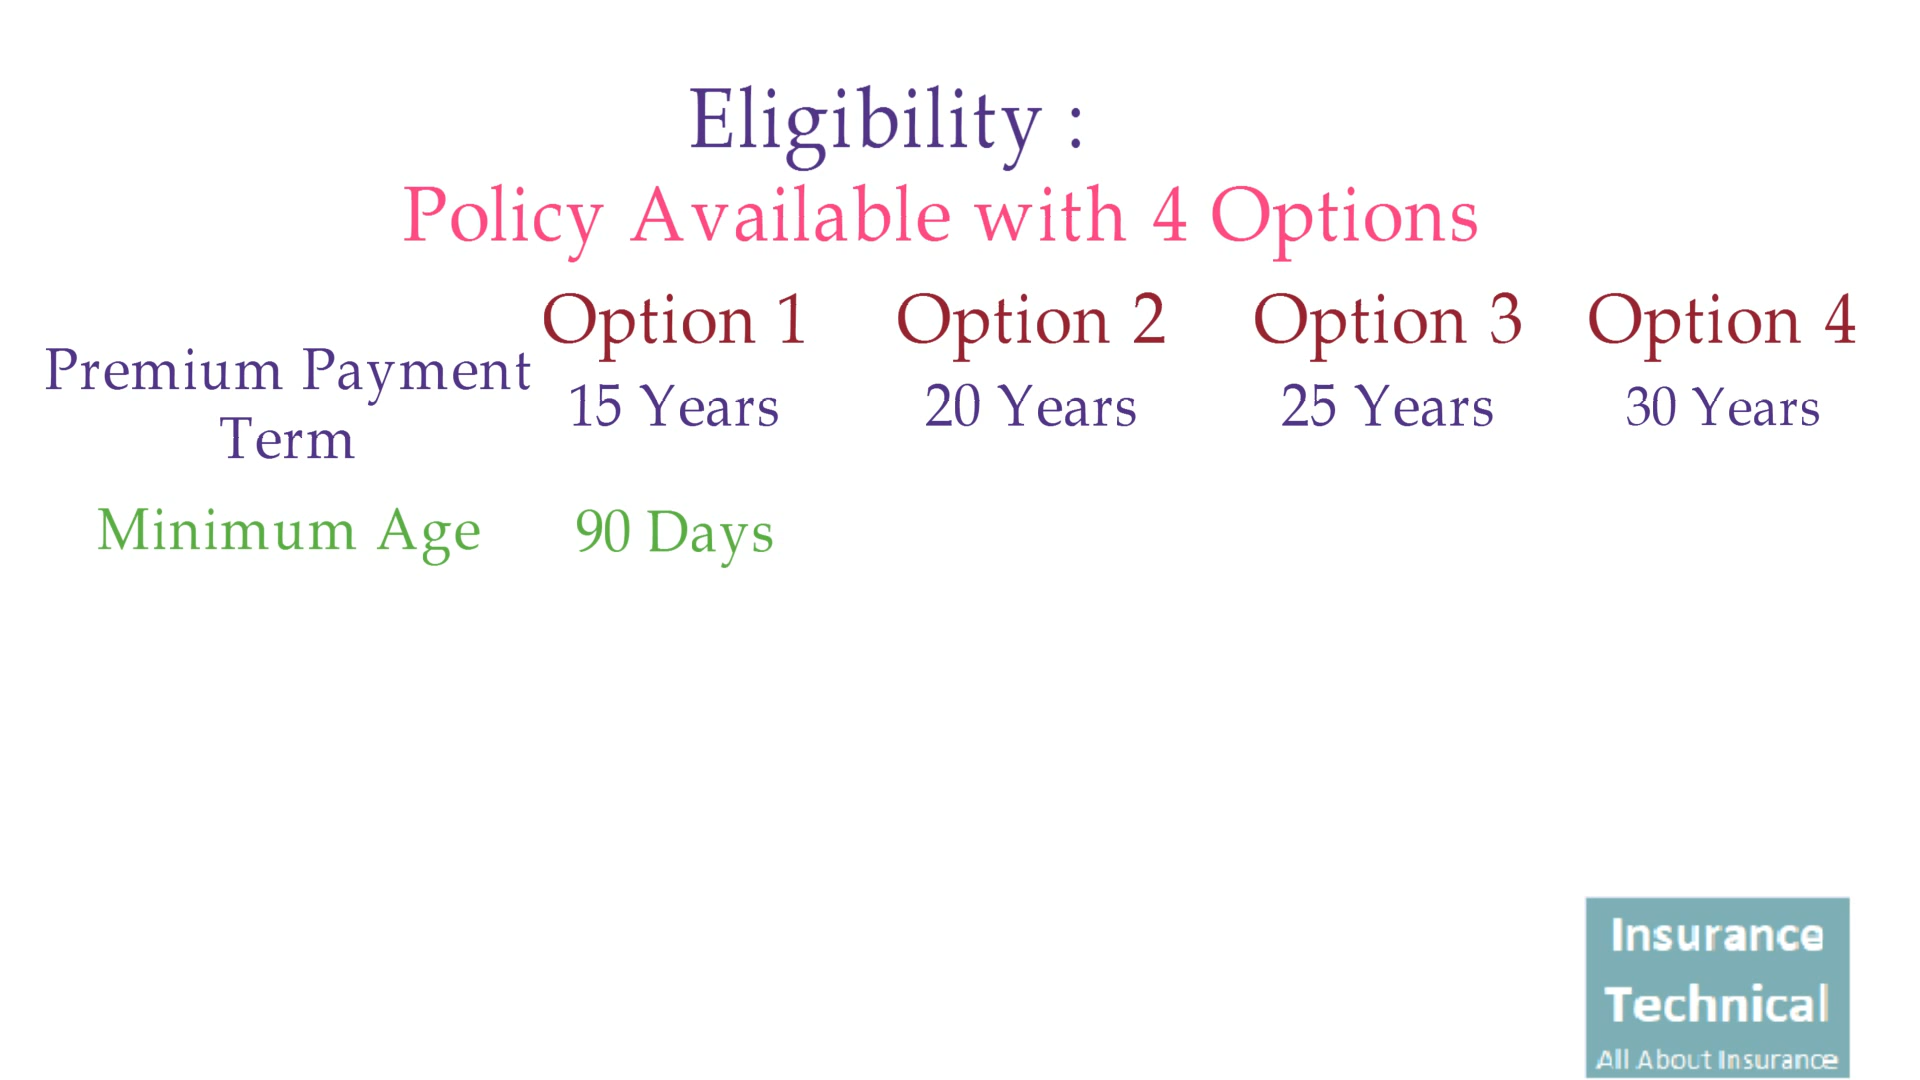 Eligibility :
Policy Available with 4 Options
Option 1 Option 2 Option 3 Option 4
Premium Payment
Term
15 Years 20 Years 25 Years 30 Years
Minimum Age 90 Days
Insurance
Technical
All About Insurance